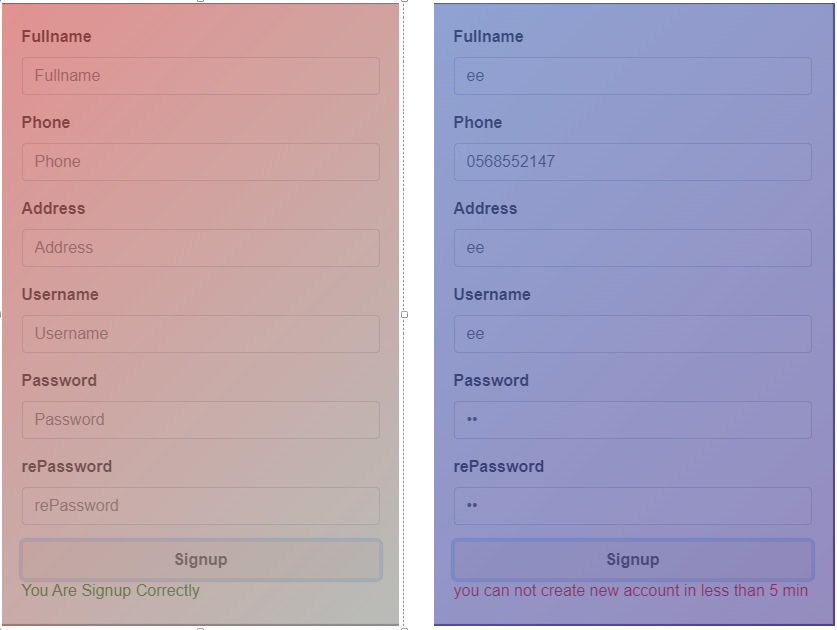 Fullname
Fullname
Phone
Phone
Address
Address
Username
Username
Password
Password
rePassword
rePassword
Signup
You Are Signup Correctly
Fullname
ee
Phone
0568552147
Address
ee
Username
ee
Password
••
rePassword
••
Signup
you can not create new account in less than 5 min